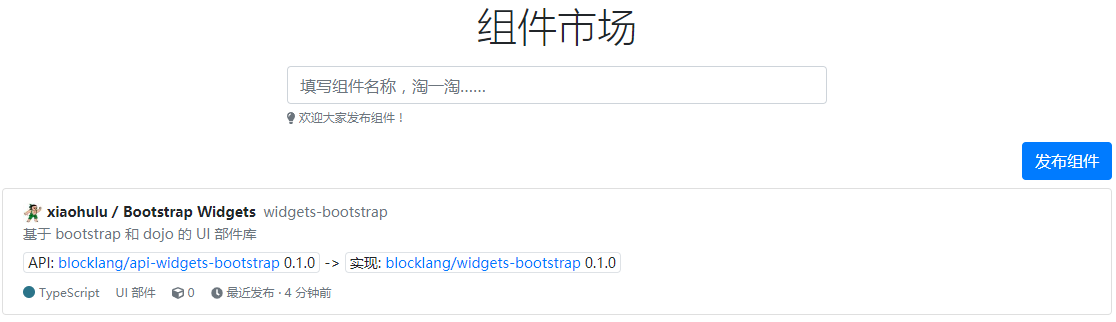 组件市场
填写组件名称，淘一淘......
欢迎大家发布组件！
发布组件
xiaohulu / Bootstrap Widgets widgets-bootstrap
基于 bootstrap 和 dojo 的 UI 部件库
API: blocklang/api-widgets-bootstrap 0.1.0 -> 实现: blocklang/widgets-bootstrap 0.1.0
TypeScript UI 部件 0 最近发布 · 4 分钟前